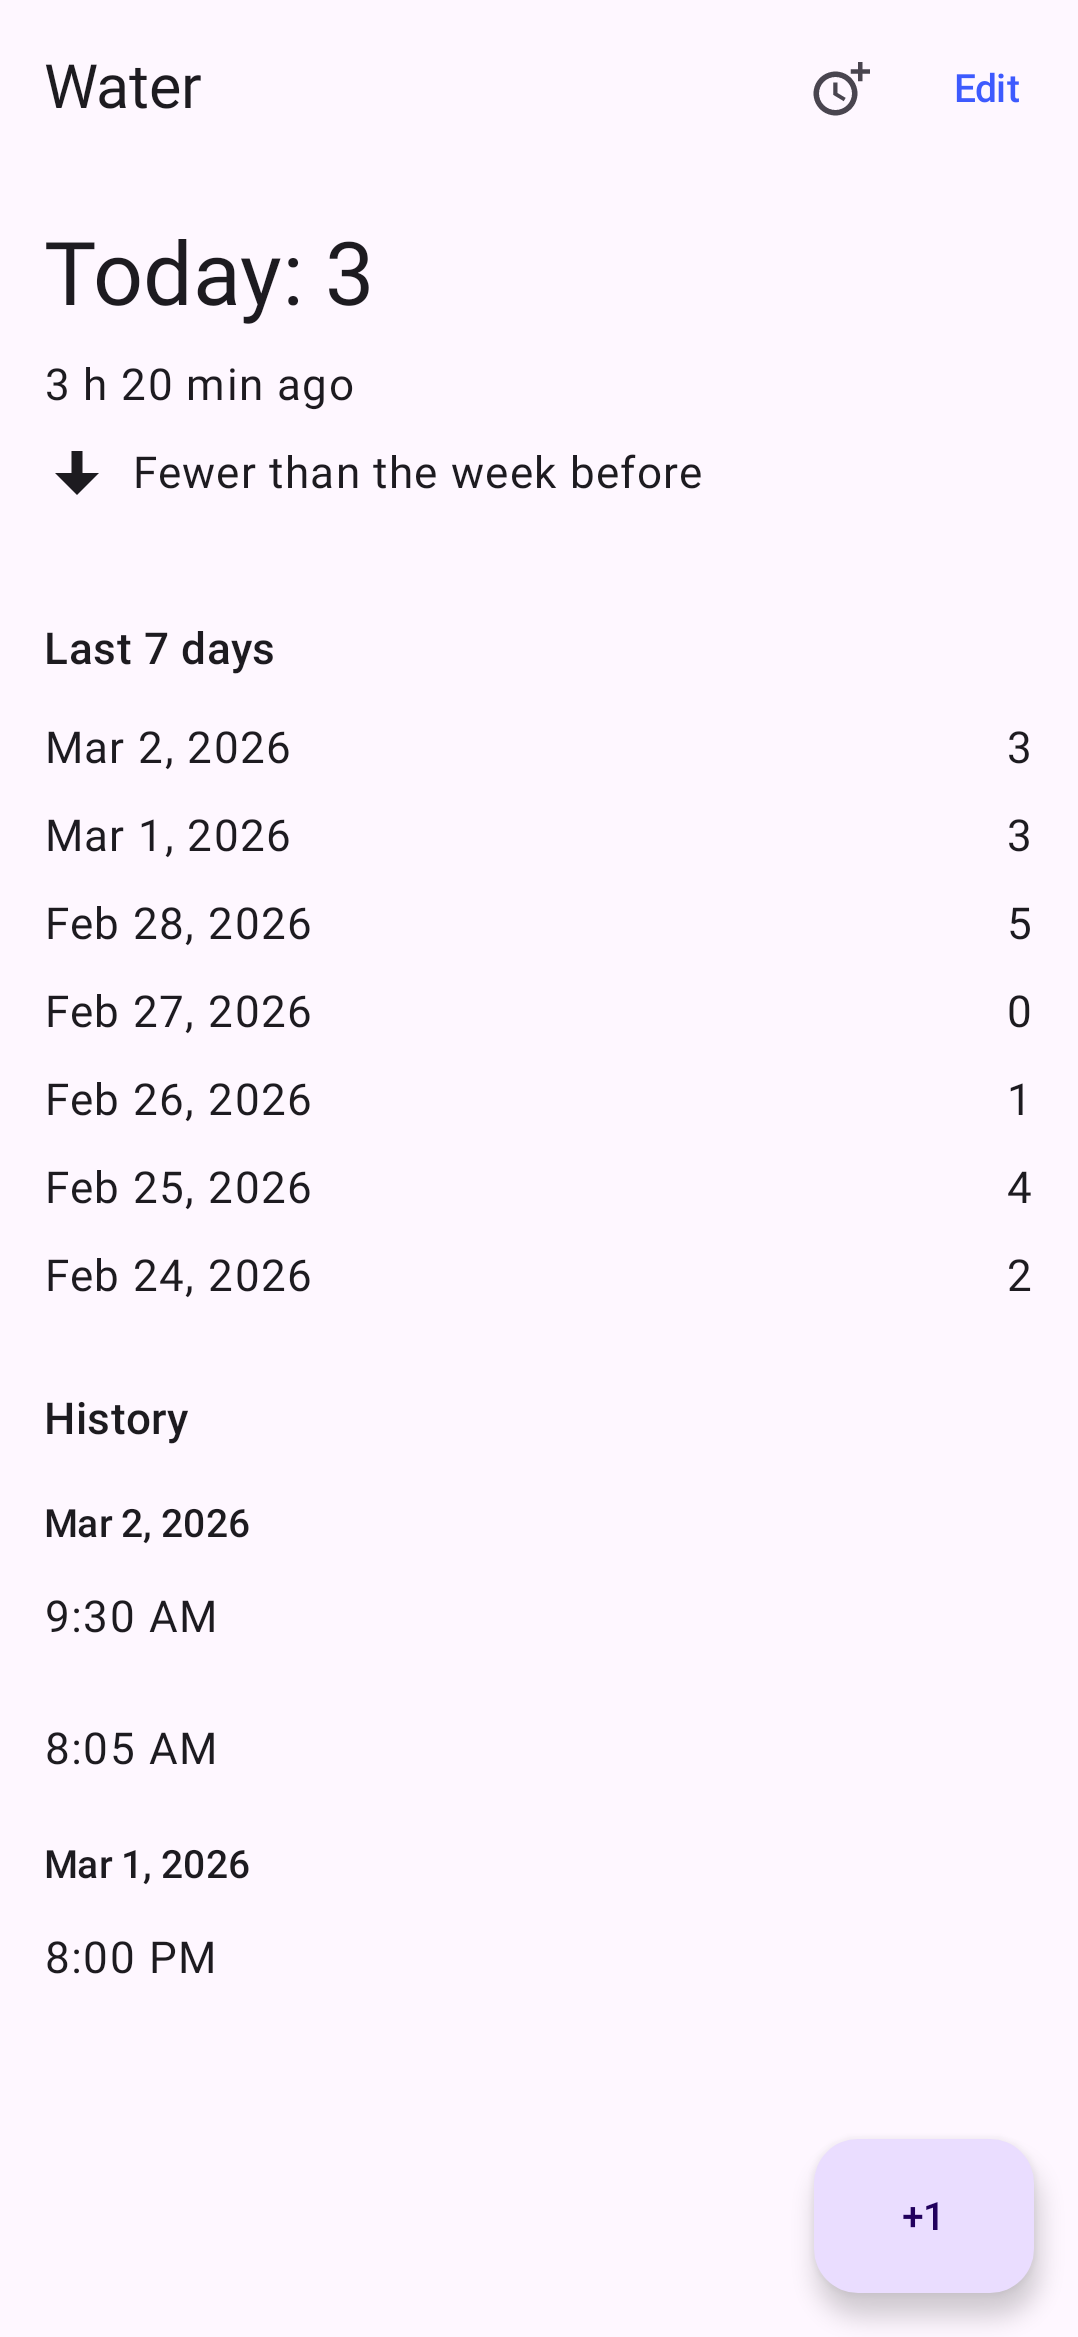 Water
Edit
Today: 3
3 h 20 min ago
Fewer than the week before
Last 7 days
Mar 2, 2026 3
Mar 1, 2026 3
Feb 28, 2026 5
Feb 27, 2026 0
Feb 26, 2026 1
Feb 25, 2026 4
Feb 24, 2026 2
History
Mar 2, 2026
9:30 AM
8:05 AM
Mar 1, 2026
8:00 PM
+1